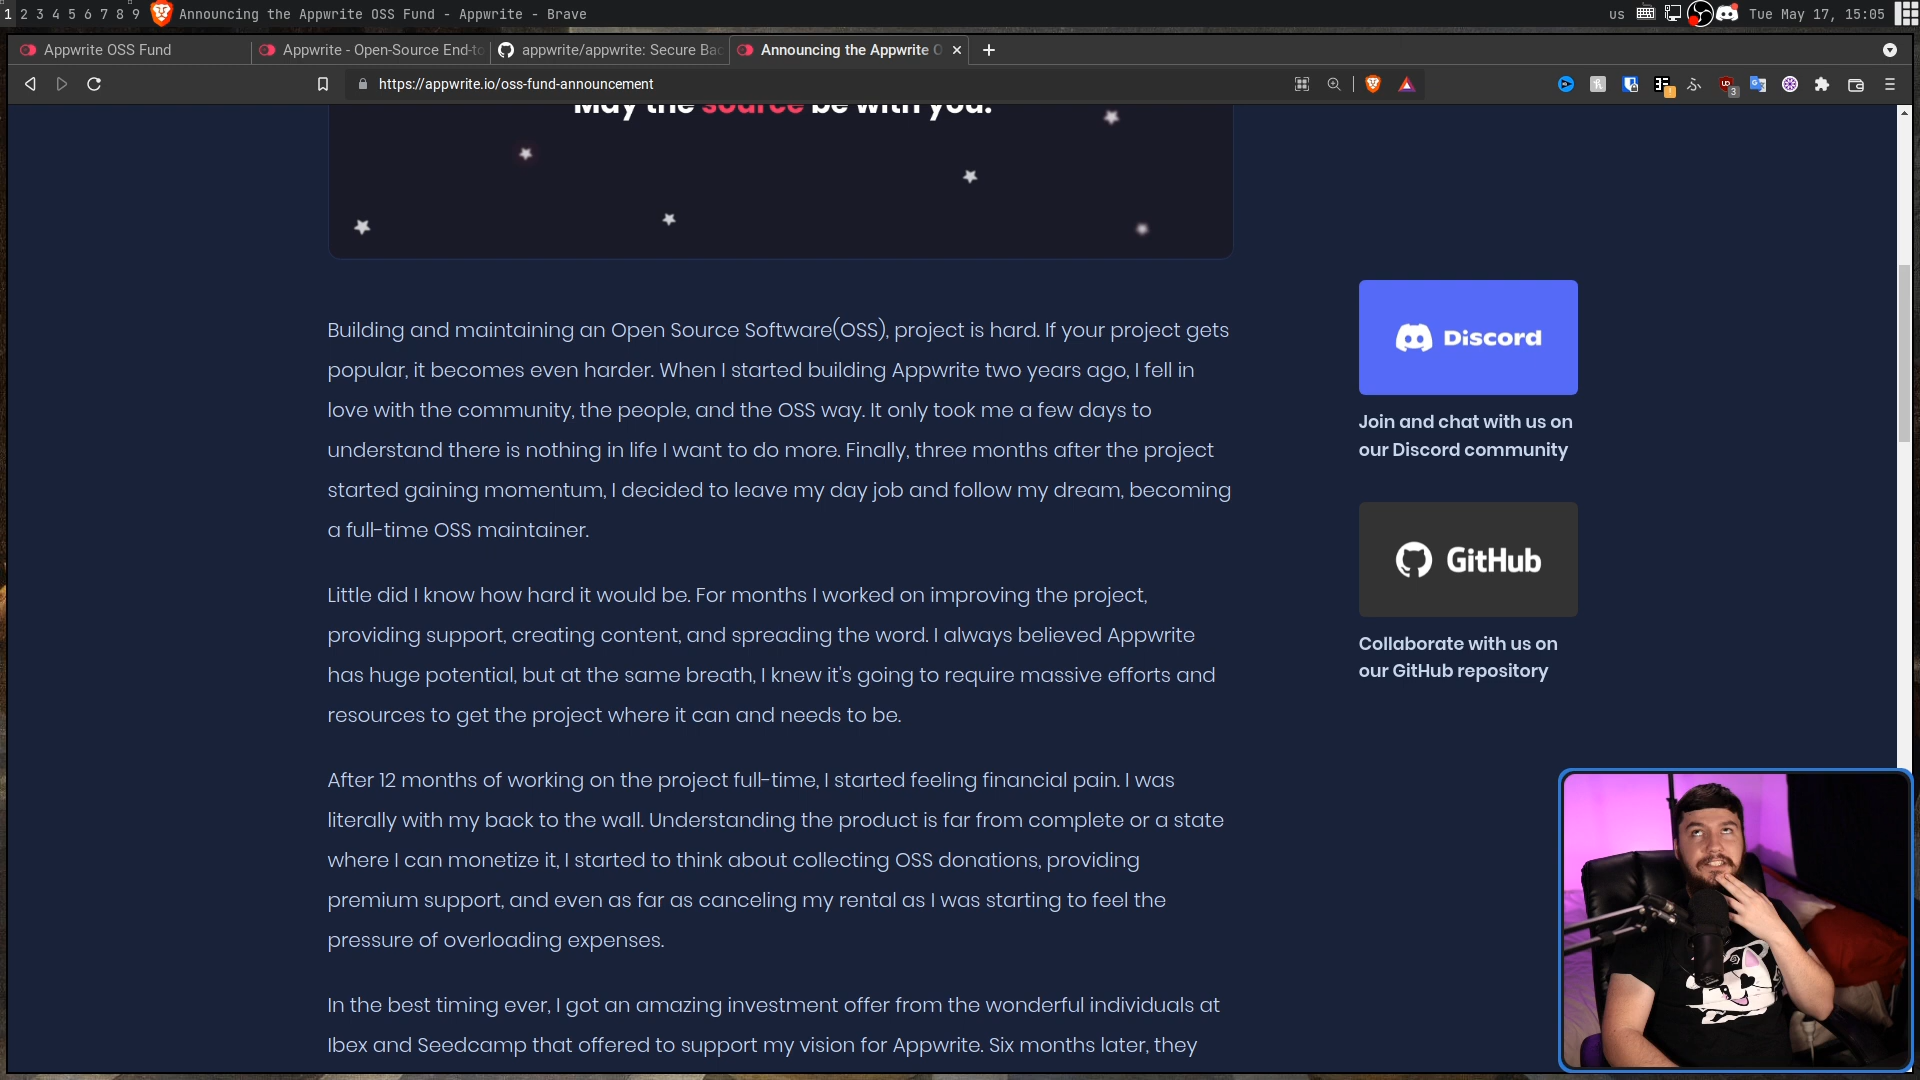 1 2 3 4 5 6 7 8 9 Announcing the Appwrite OSS Fund - Appwrite - Brave us Tue May 17, 15:05
Appwrite OSS Fund Appwrite - Open-Source End-to appwrite/appwrite: Secure Bac Announcing the Appwrite O
https://appwrite.io/oss-fund-announcement
May the source be with you.
Building and maintaining an Open Source Software(OSS), project is hard. If your project gets
popular, it becomes even harder. When I started building Appwrite two years ago, I fell in
love with the community, the people, and the OSS way. It only took me a few days to
understand there is nothing in life I want to do more. Finally, three months after the project
started gaining momentum, I decided to leave my day job and follow my dream, becoming
a full-time OSS maintainer.
Little did I know how hard it would be. For months I worked on improving the project,
providing support, creating content, and spreading the word. I always believed Appwrite
has huge potential, but at the same breath, I knew it's going to require massive efforts and
resources to get the project where it can and needs to be.
After 12 months of working on the project full-time, I started feeling financial pain. I was
literally with my back to the wall. Understanding the product is far from complete or a state
where I can monetize it, I started to think about collecting OSS donations, providing
premium support, and even as far as canceling my rental as I was starting to feel the
pressure of overloading expenses.
In the best timing ever, I got an amazing investment offer from the wonderful individuals at
Ibex and Seedcamp that offered to support my vision for Appwrite. Six months later, they
Discord
Join and chat with us on
our Discord community
GitHub
Collaborate with us on
our GitHub repository